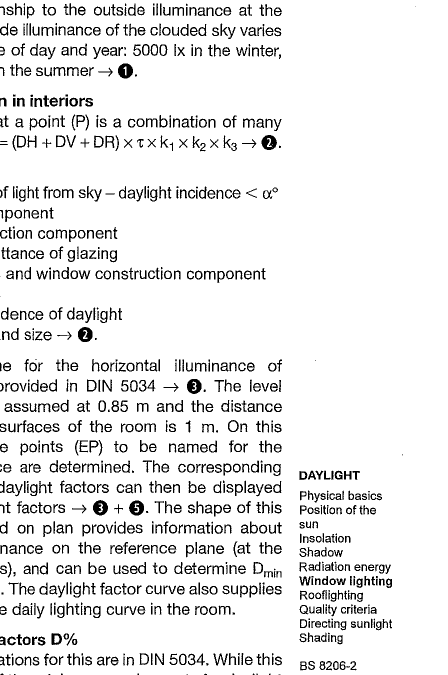 nship to the outside illuminance at the
de illuminance of the clouded sky varies
e of day and year: 5000 lx in the winter,
n the summer → ❶.
n in interiors
at a point (P) is a combination of many
= (DH + DV + DR) × τ × k₁ × k₂ × k₃ → ❷.
of light from sky – daylight incidence < α°
nponent
ction component
ttance of glazing
and window construction component
dence of daylight
nd size → ❷.
ne for the horizontal illuminance of
provided in DIN 5034 → ❸. The level
assumed at 0.85 m and the distance
surfaces of the room is 1 m. On this
e points (EP) to be named for the
ce are determined. The corresponding
daylight factors can then be displayed
nt factors → ❸ + ❺. The shape of this
d on plan provides information about
nance on the reference plane (at the
s), and can be used to determine Dmin
. The daylight factor curve also supplies
e daily lighting curve in the room.
actors D%
ations for this are in DIN 5034. While this
DAYLIGHT
Physical basics
Position of the
sun
Insolation
Shadow
Radiation energy
Window lighting
Rooflighting
Quality criteria
Directing sunlight
Shading
BS 8206-2